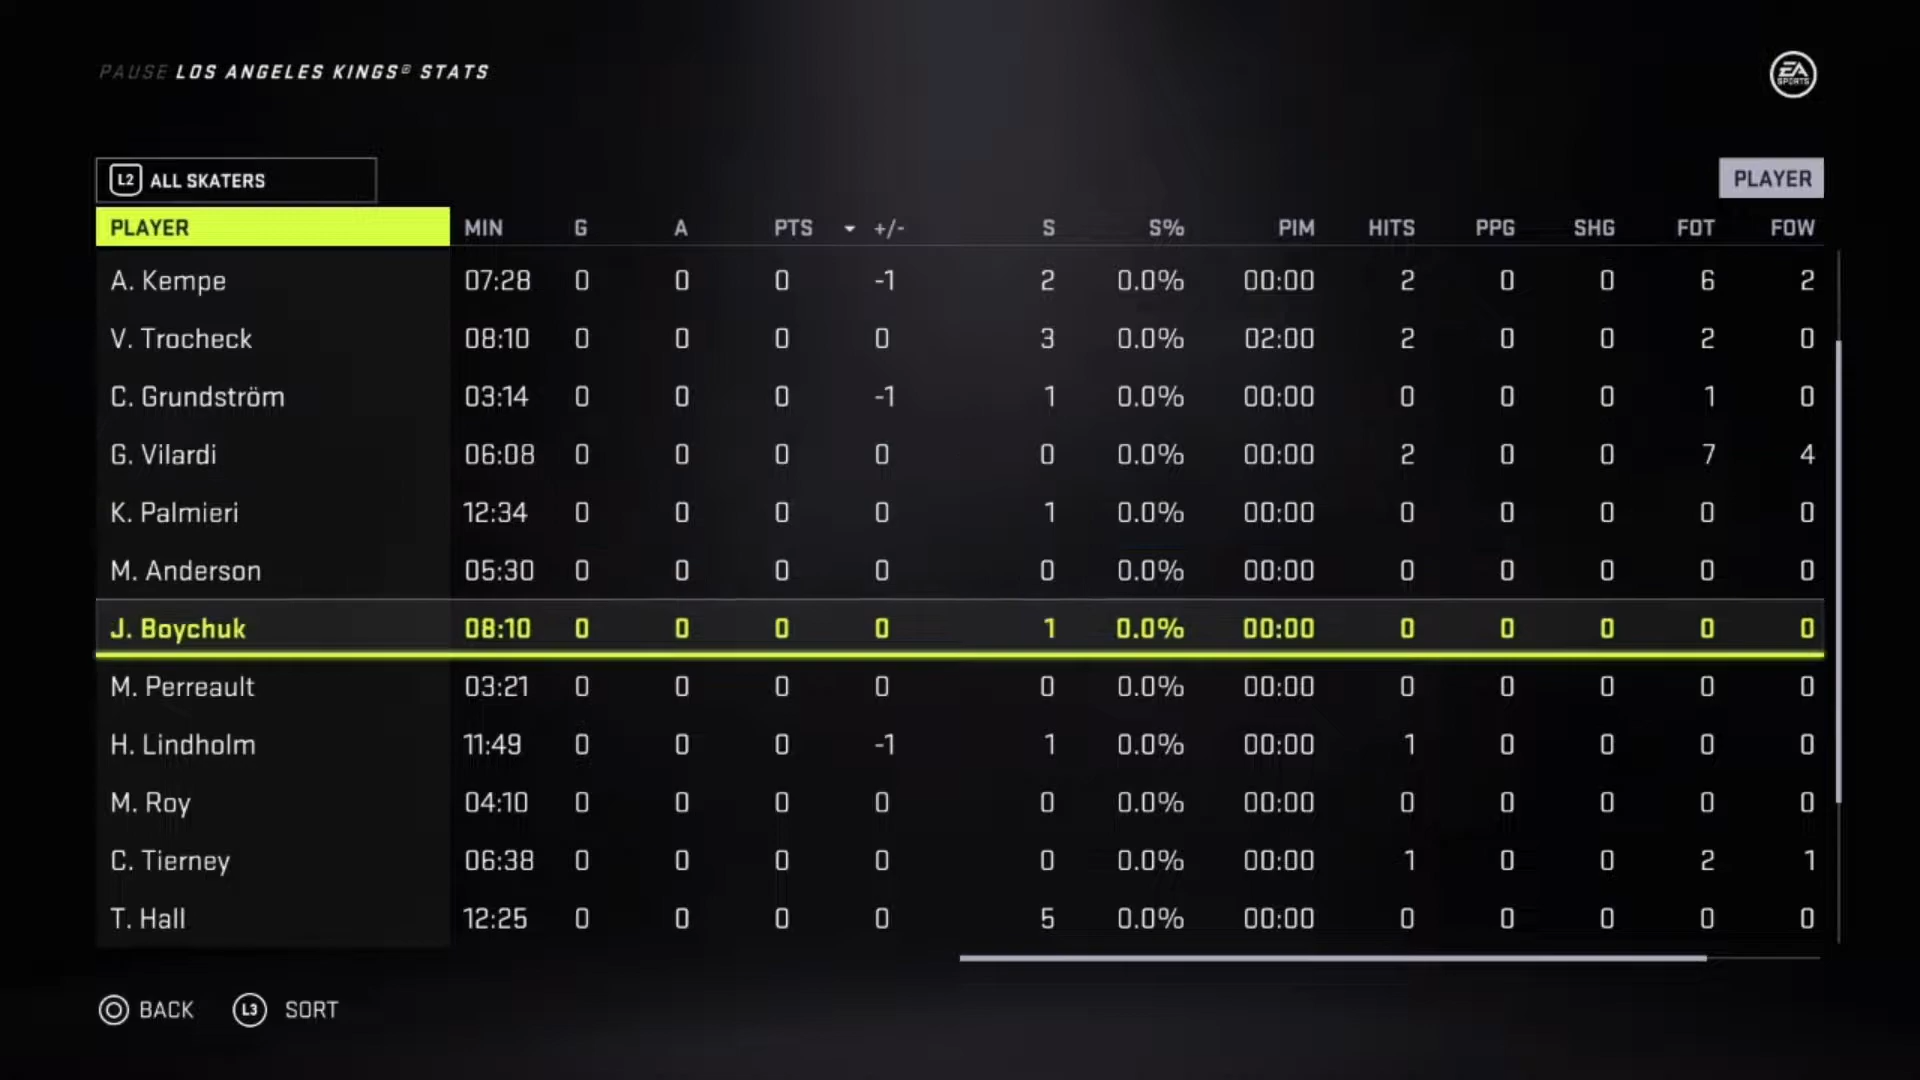 PAUSE LOS ANGELES KINGS® STATS
EA SPORTS
L2 ALL SKATERS
PLAYER
PLAYER MIN G A PTS +/- S S% PIM HITS PPG SHG FOT FOW
A. Kempe 07:28 0 0 0 -1 2 0.0% 00:00 2 0 0 6 2
V. Trocheck 08:10 0 0 0 0 3 0.0% 02:00 2 0 0 2 0
C. Grundström 03:14 0 0 0 -1 1 0.0% 00:00 0 0 0 1 0
G. Vilardi 06:08 0 0 0 0 0 0.0% 00:00 2 0 0 7 4
K. Palmieri 12:34 0 0 0 0 1 0.0% 00:00 0 0 0 0 0
M. Anderson 05:30 0 0 0 0 0 0.0% 00:00 0 0 0 0 0
J. Boychuk 08:10 0 0 0 0 1 0.0% 00:00 0 0 0 0 0
M. Perreault 03:21 0 0 0 0 0 0.0% 00:00 0 0 0 0 0
H. Lindholm 11:49 0 0 0 -1 1 0.0% 00:00 1 0 0 0 0
M. Roy 04:10 0 0 0 0 0 0.0% 00:00 0 0 0 0 0
C. Tierney 06:38 0 0 0 0 0 0.0% 00:00 1 0 0 2 1
T. Hall 12:25 0 0 0 0 5 0.0% 00:00 0 0 0 0 0
BACK L3 SORT